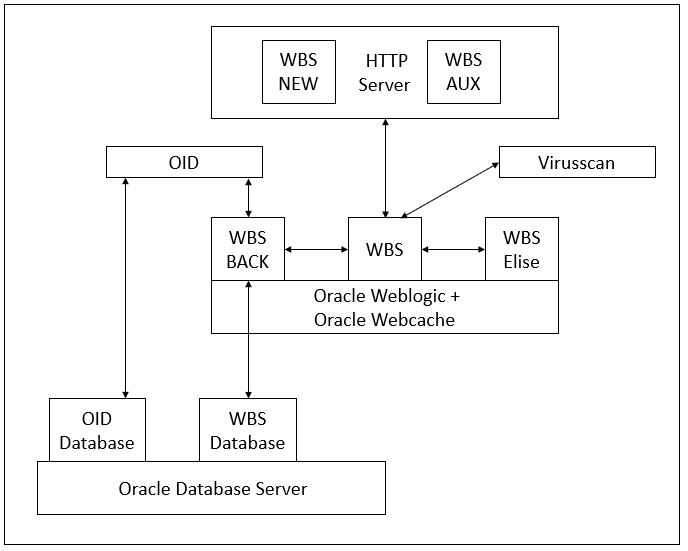 WBS
NEW
HTTP
Server
WBS
AUX
OID
Virusscan
WBS
BACK
WBS
WBS
Elise
Oracle Weblogic +
Oracle Webcache
OID
Database
WBS
Database
Oracle Database Server